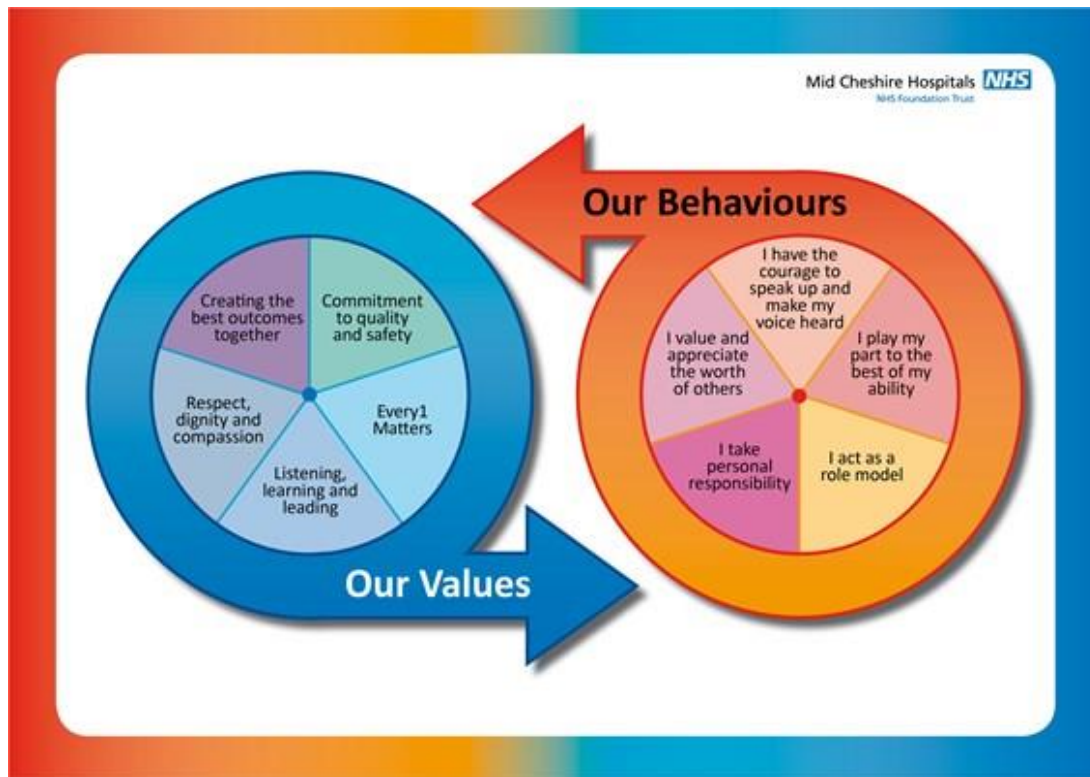 Mid Cheshire Hospitals NHS
NHS Foundation Trust
Our Behaviours
Creating the
best outcomes
together
Commitment
to quality
and safety
Every1
Matters
Listening,
learning and
leading
Respect,
dignity and
compassion
Our Values
I have the
courage to
speak up and
make my
voice heard
I play my
part to the
best of my
ability
I act as a
role model
I take
personal
responsibility
I value and
appreciate
the worth
of others